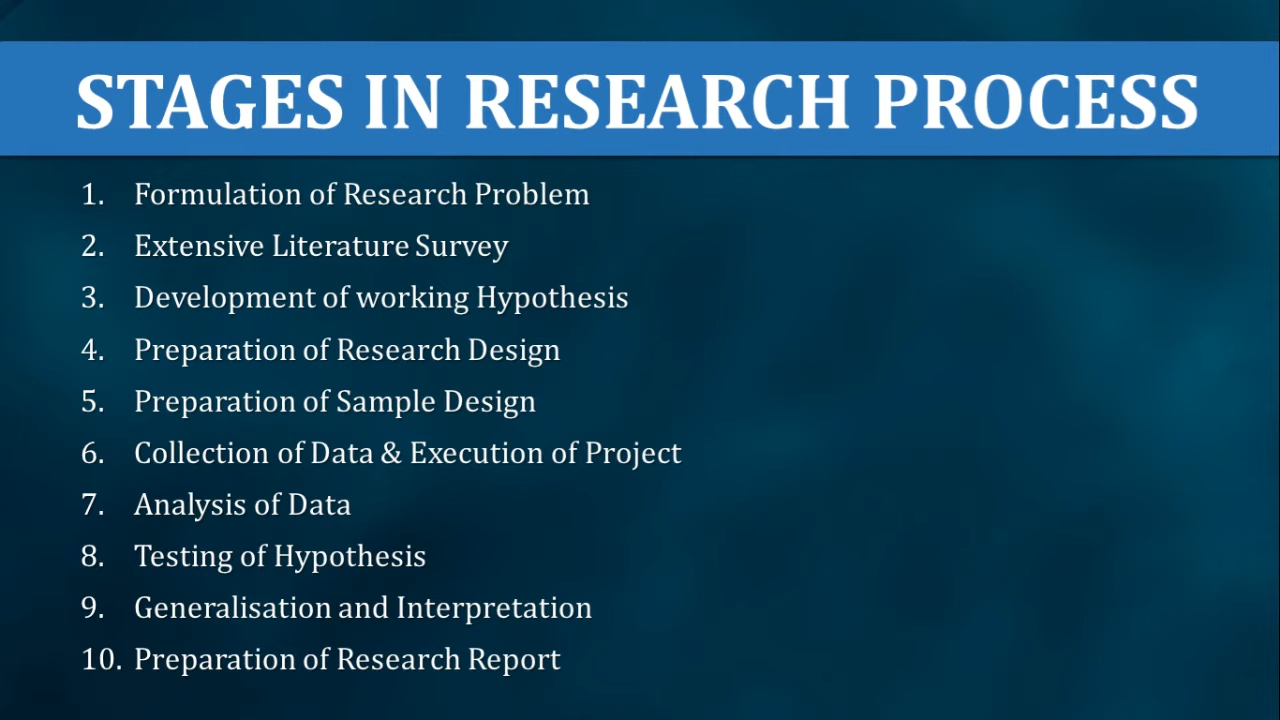 STAGES IN RESEARCH PROCESS
1. Formulation of Research Problem
2. Extensive Literature Survey
3. Development of working Hypothesis
4. Preparation of Research Design
5. Preparation of Sample Design
6. Collection of Data & Execution of Project
7. Analysis of Data
8. Testing of Hypothesis
9. Generalisation and Interpretation
10. Preparation of Research Report